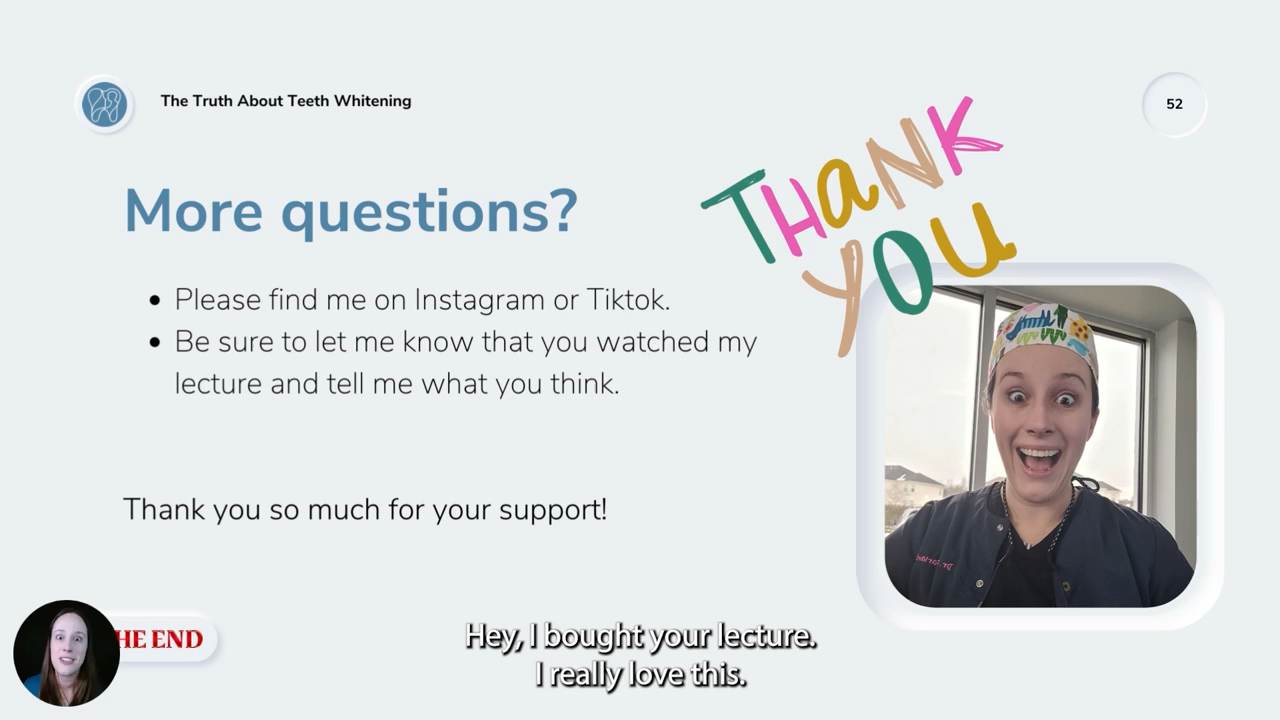 The Truth About Teeth Whitening
52
THANK
YOU
More questions?
Please find me on Instagram or Tiktok.
Be sure to let me know that you watched my
lecture and tell me what you think.
Thank you so much for your support!
HE END
Hey, I bought your lecture.
I really love this.